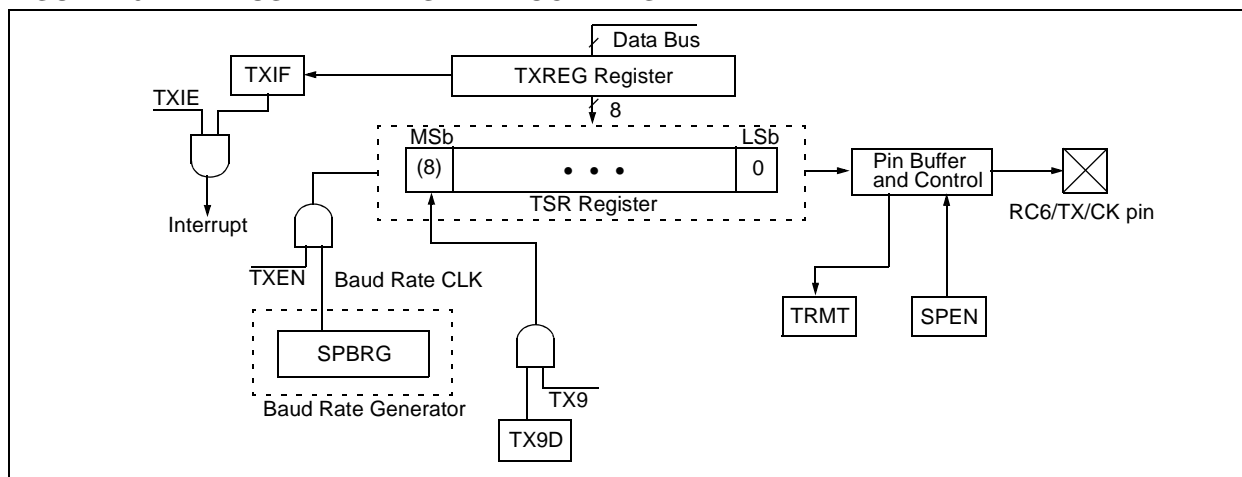 Data Bus
TXIF
TXREG Register
TXIE
8
MSb
LSb
(8)
• • •
0
Pin Buffer
and Control
TSR Register
Interrupt
RC6/TX/CK pin
TXEN
Baud Rate CLK
TRMT
SPEN
SPBRG
TX9
Baud Rate Generator
TX9D